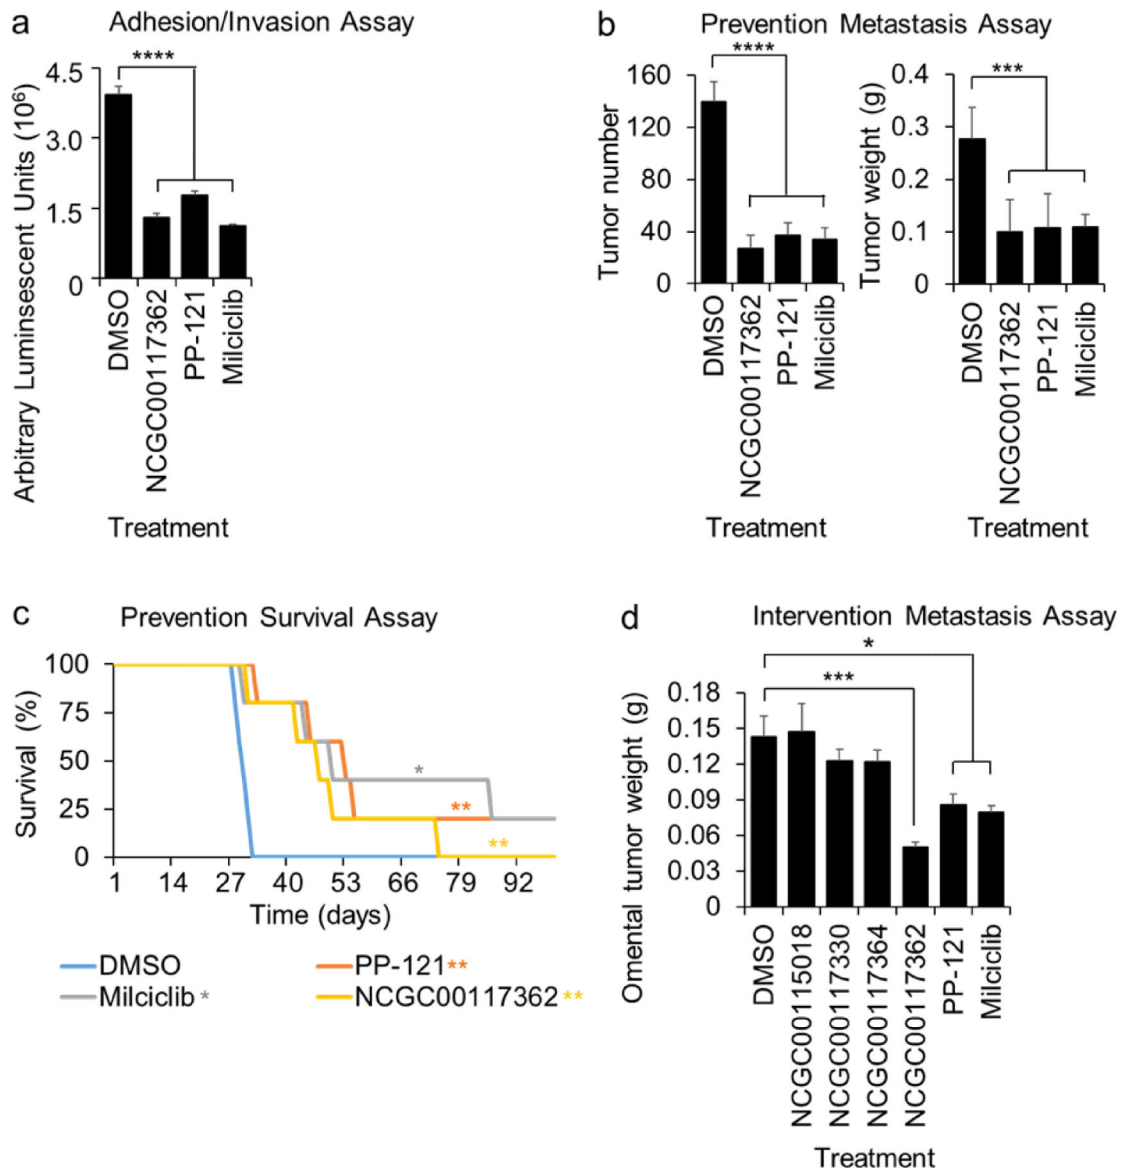 a Adhesion/Invasion Assay
Arbitrary Luminsescent Units (10⁶)
4.5
3.0
1.5
0
****
DMSO
NCGC00117362
PP-121
Milciclib
Treatment
b Prevention Metastasis Assay
Tumor number
160
120
80
40
0
****
DMSO
NCGC00117362
PP-121
Milciclib
Treatment
Tumor weight (g)
0.4
0.3
0.2
0.1
0
***
DMSO
NCGC00117362
PP-121
Milciclib
Treatment
c Prevention Survival Assay
Survival (%)
100
75
50
25
0
*
**
**
1 14 27 40 53 66 79 92
Time (days)
DMSO PP-121**
Milciclib * NCGC00117362 **
d Intervention Metastasis Assay
Omental tumor weight (g)
0.18
0.15
0.12
0.09
0.06
0.03
0
*
***
DMSO
NCGC00115018
NCGC00117330
NCGC00117364
NCGC00117362
PP-121
Milciclib
Treatment